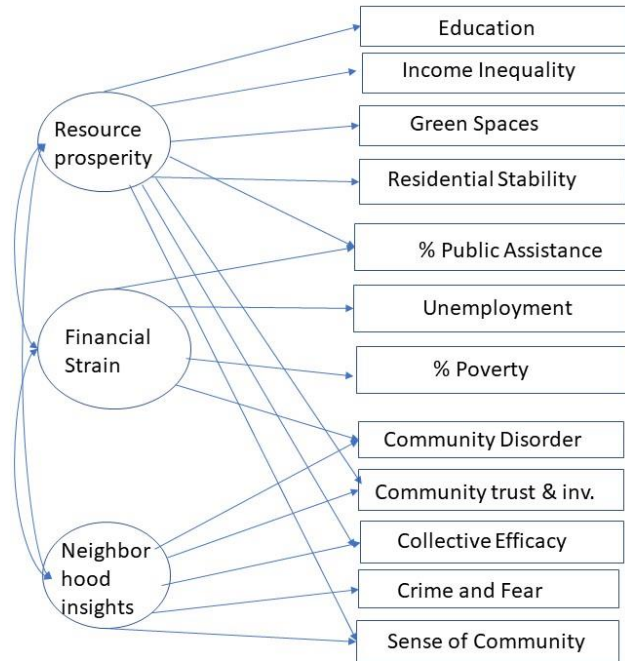 Education
Income Inequality
Resource
prosperity
Green Spaces
Residential Stability
% Public Assistance
Financial
Strain
Unemployment
% Poverty
Community Disorder
Community trust & inv.
Neighbor
hood
insights
Collective Efficacy
Crime and Fear
Sense of Community